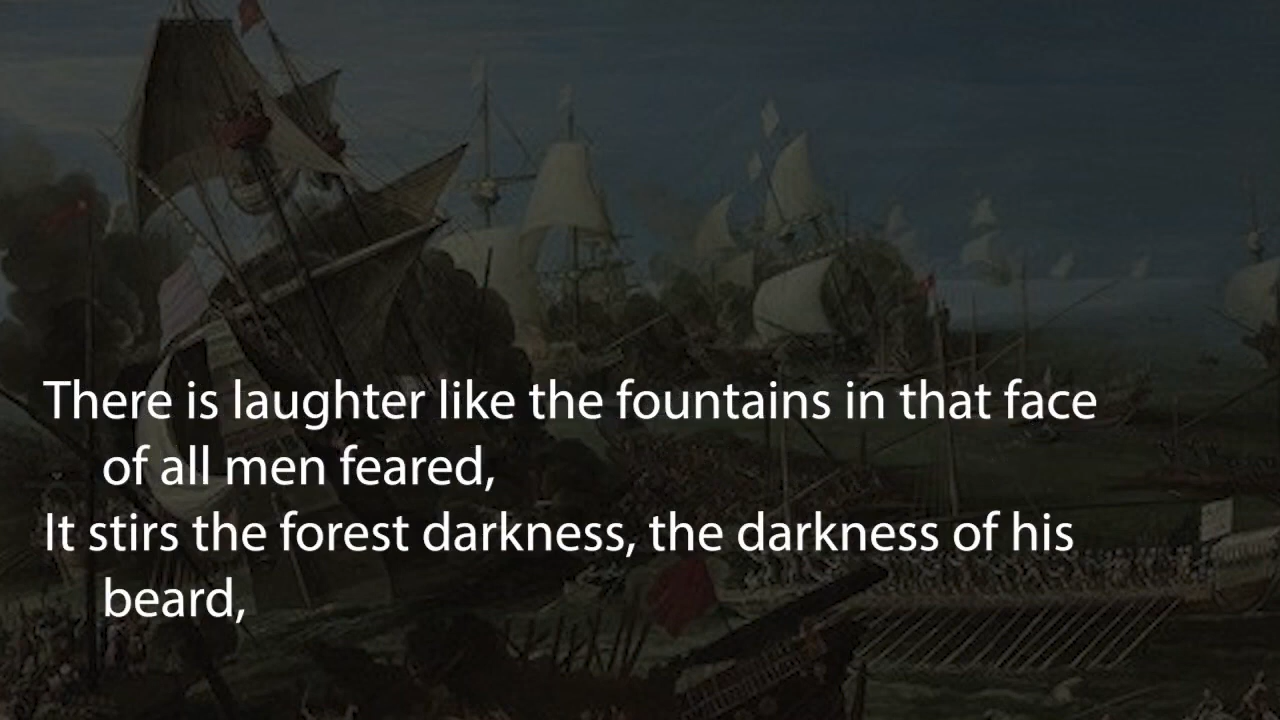 There is laughter like the fountains in that face
of all men feared,
It stirs the forest darkness, the darkness of his
beard,